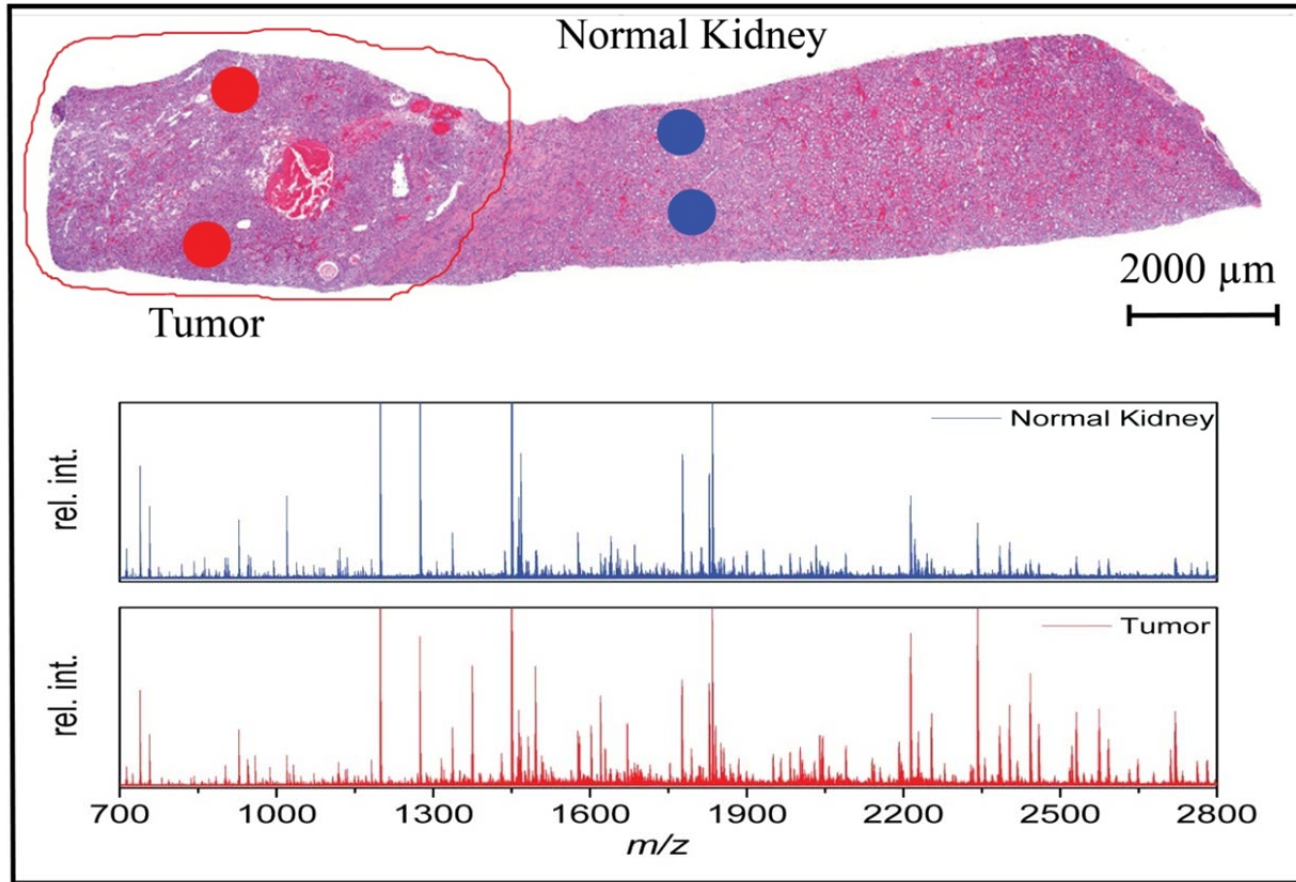 Normal Kidney
2000 µm
Tumor
rel. int.
Normal Kidney
rel. int.
Tumor
700 1000 1300 1600 1900 2200 2500 2800
m/z